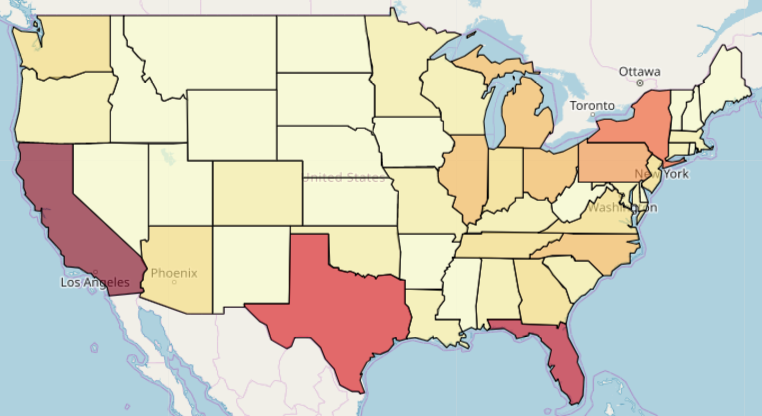 Ottawa
Toronto
New York
United States
Washington
Phoenix
Los Angeles